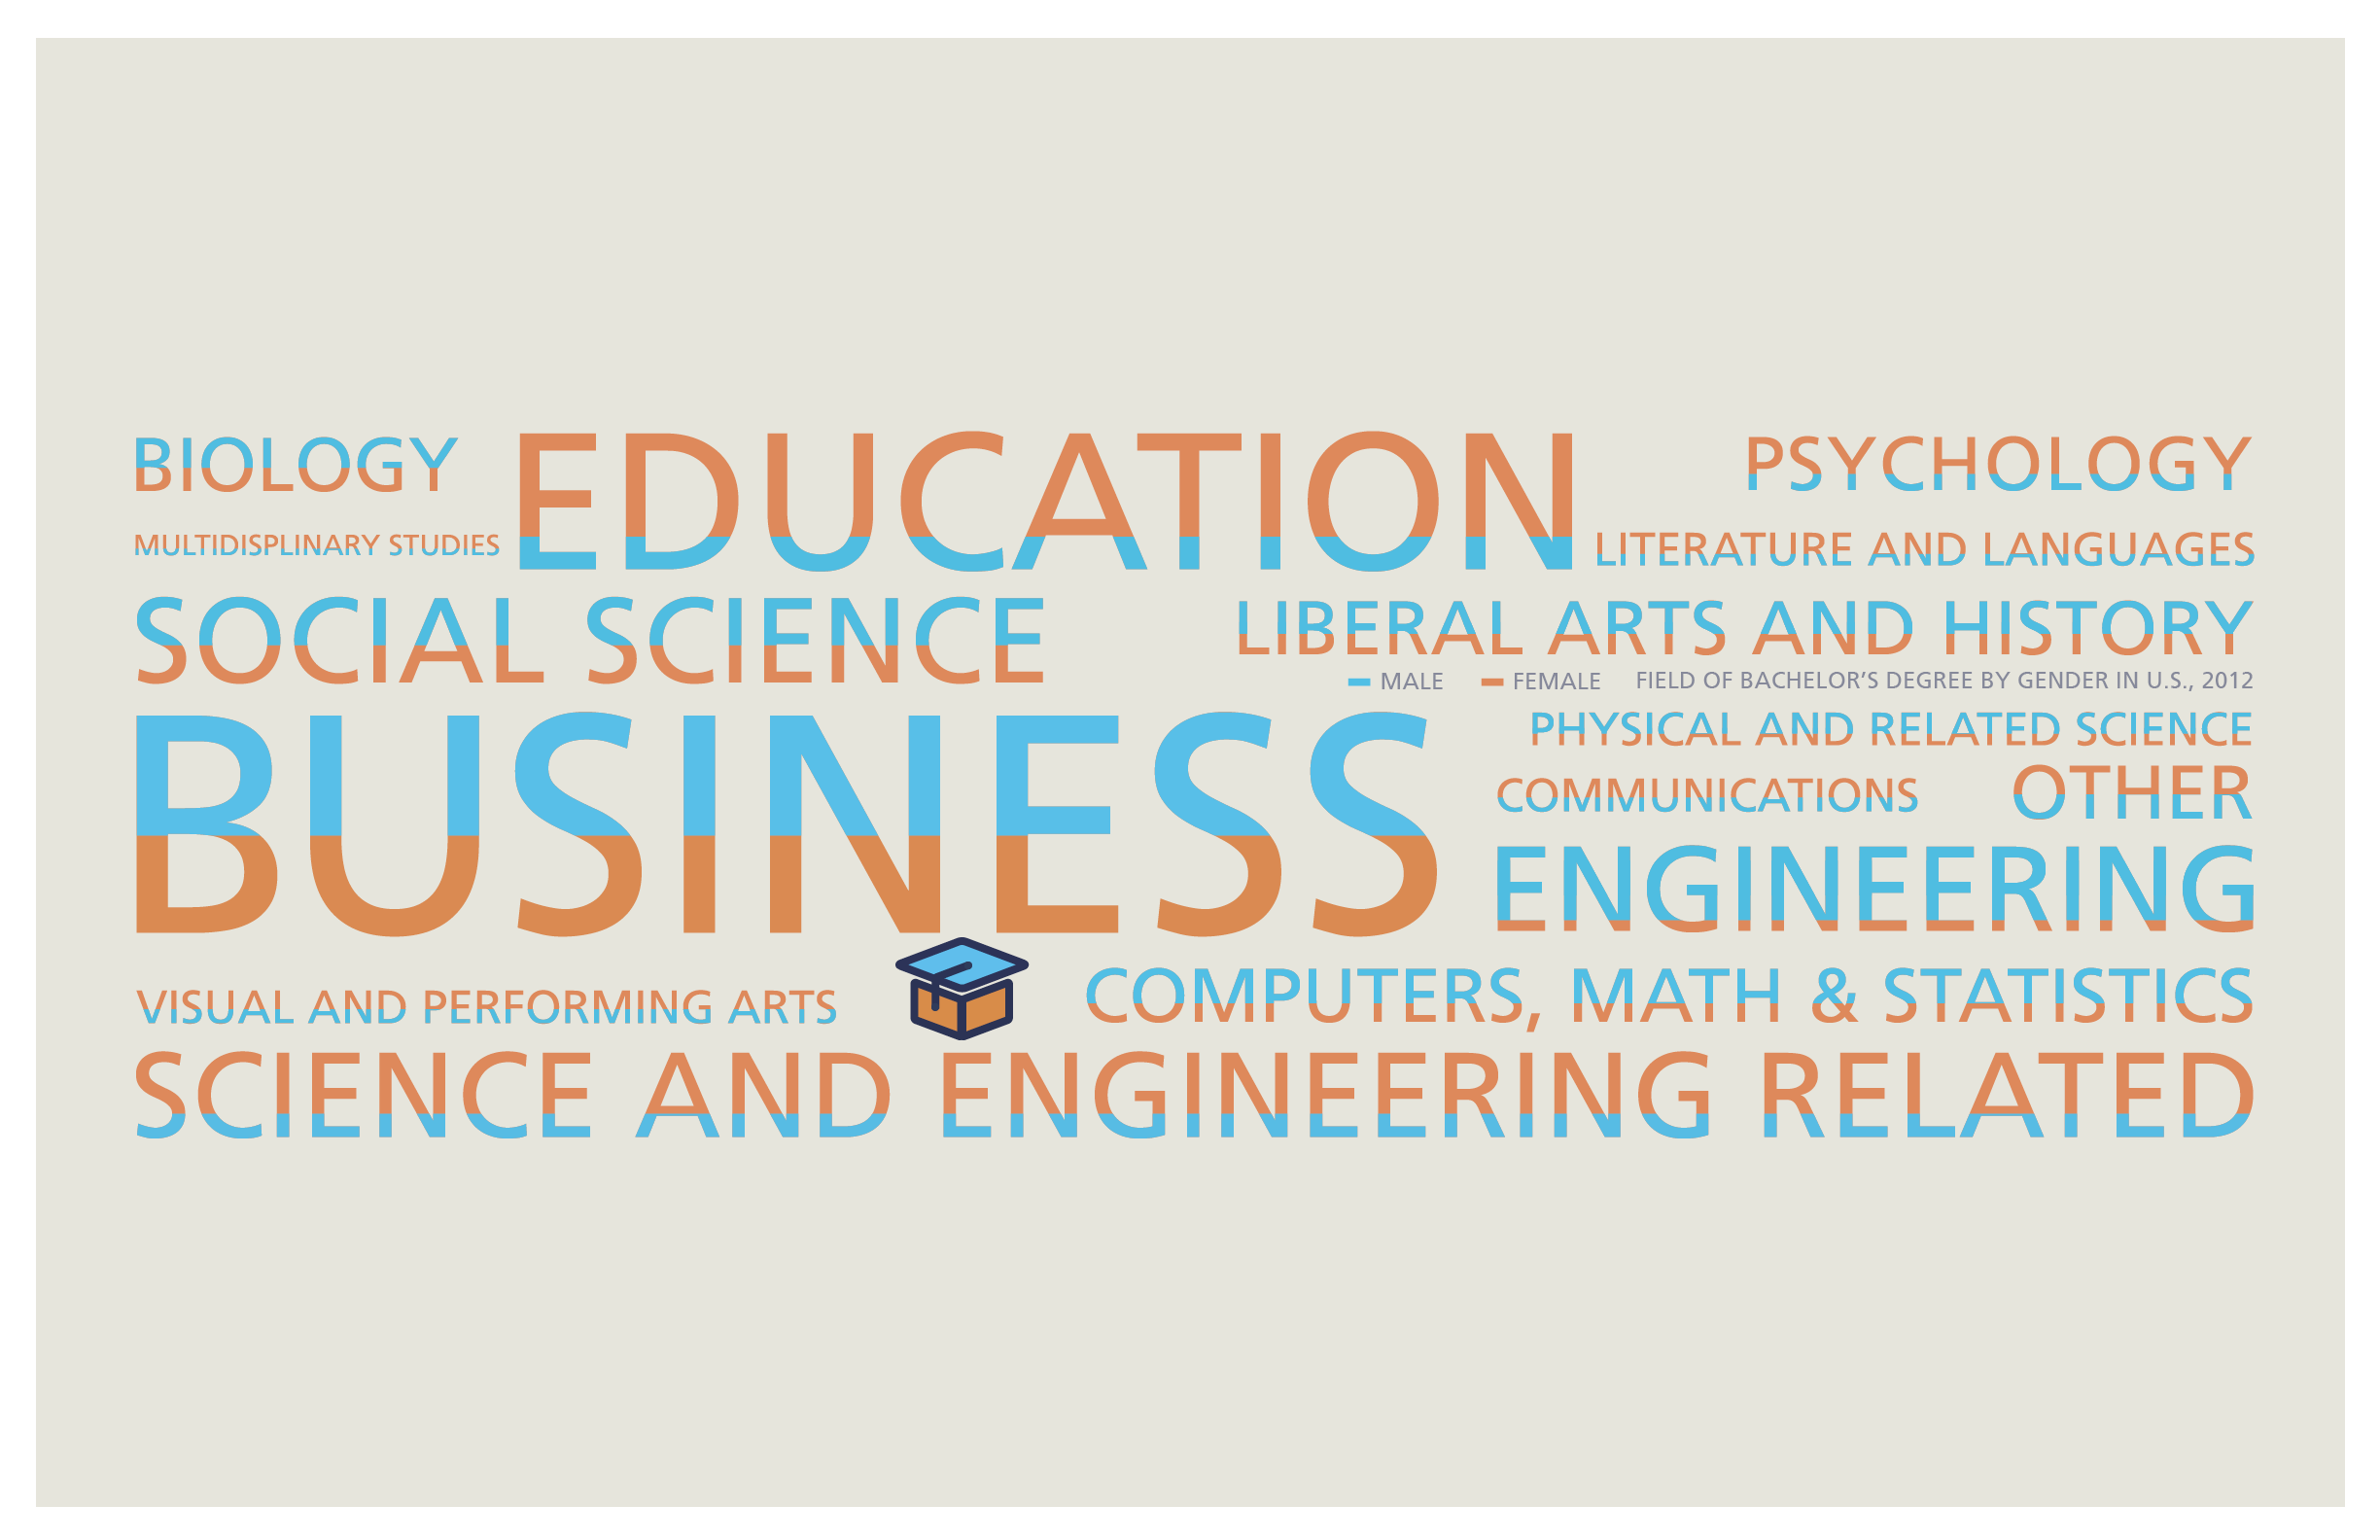 BIOLOGY
EDUCATION
PSYCHOLOGY
MULTIDISPLINARY STUDIES
LITERATURE AND LANGUAGES
SOCIAL SCIENCE
LIBERAL ARTS AND HISTORY
MALE FEMALE FIELD OF BACHELOR'S DEGREE BY GENDER IN U.S., 2012
BUSINESS
PHYSICAL AND RELATED SCIENCE
COMMUNICATIONS
OTHER
ENGINEERING
VISUAL AND PERFORMING ARTS
COMPUTERS, MATH & STATISTICS
SCIENCE AND ENGINEERING RELATED